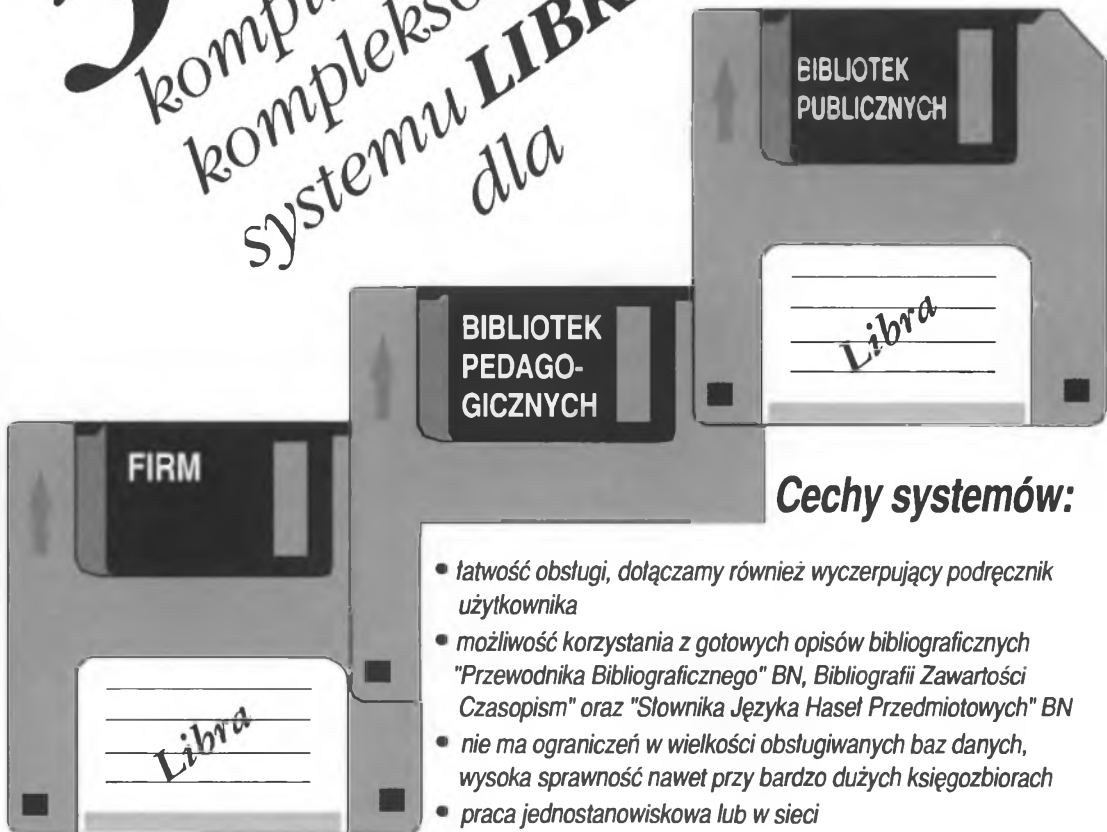 systemu LIBRA
dla
BIBLIOTEK
PUBLICZNYCH
Libra
BIBLIOTEK
PEDAGO-
GICZNYCH
FIRM
Libra
Cechy systemów:
• łatwość obsługi, dołączamy również wyczerpujący podręcznik
użytkownika
• możliwość korzystania z gotowych opisów bibliograficznych
"Przewodnika Bibliograficznego" BN, Bibliografii Zawartości
Czasopism" oraz "Słownika Języka Haseł Przedmiotowych" BN
• nie ma ograniczeń w wielkości obsługiwanych baz danych,
wysoka sprawność nawet przy bardzo dużych księgozbiorach
• praca jednostanowiskowa lub w sieci